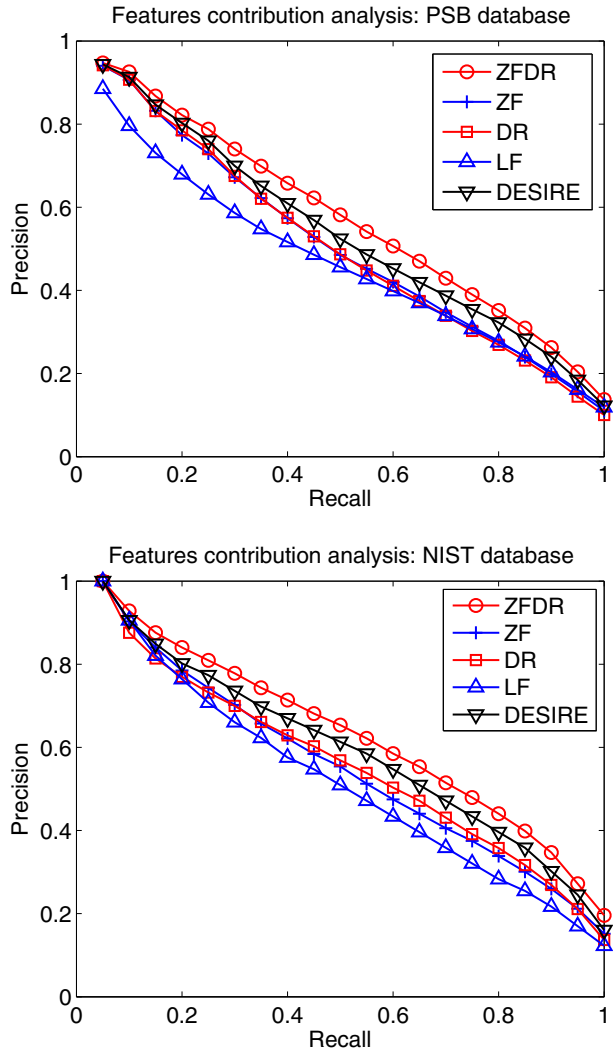 Features contribution analysis: PSB database
1
0.8
0.6
0.4
0.2
0
Precision
ZFDR
ZF
DR
LF
DESIRE
0 0.2 0.4 0.6 0.8 1
Recall
Features contribution analysis: NIST database
1
0.8
0.6
0.4
0.2
0
Precision
ZFDR
ZF
DR
LF
DESIRE
0 0.2 0.4 0.6 0.8 1
Recall